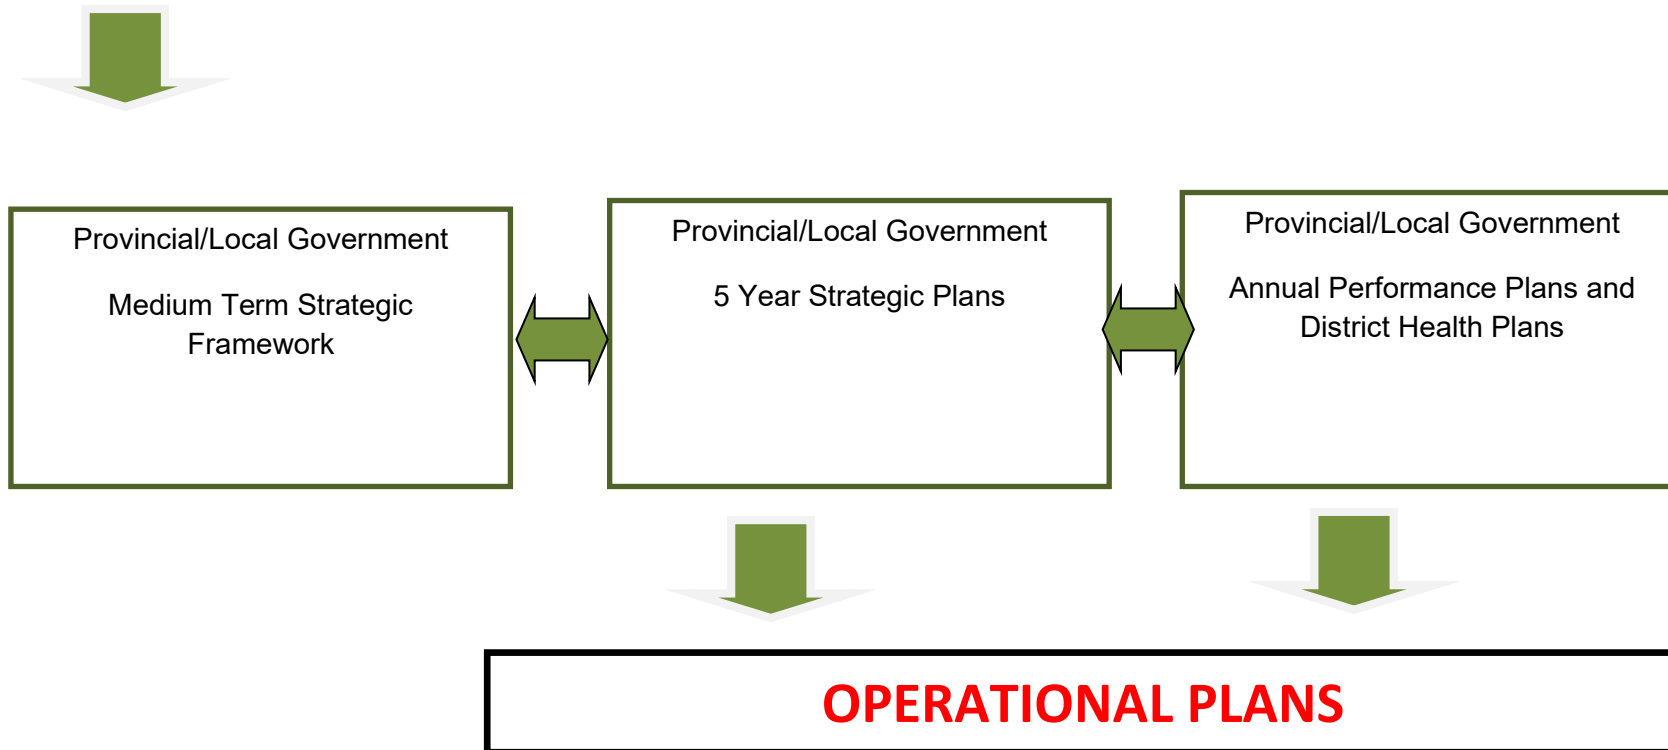 Provincial/Local Government
Medium Term Strategic
Framework
Provincial/Local Government
5 Year Strategic Plans
Provincial/Local Government
Annual Performance Plans and
District Health Plans
OPERATIONAL PLANS